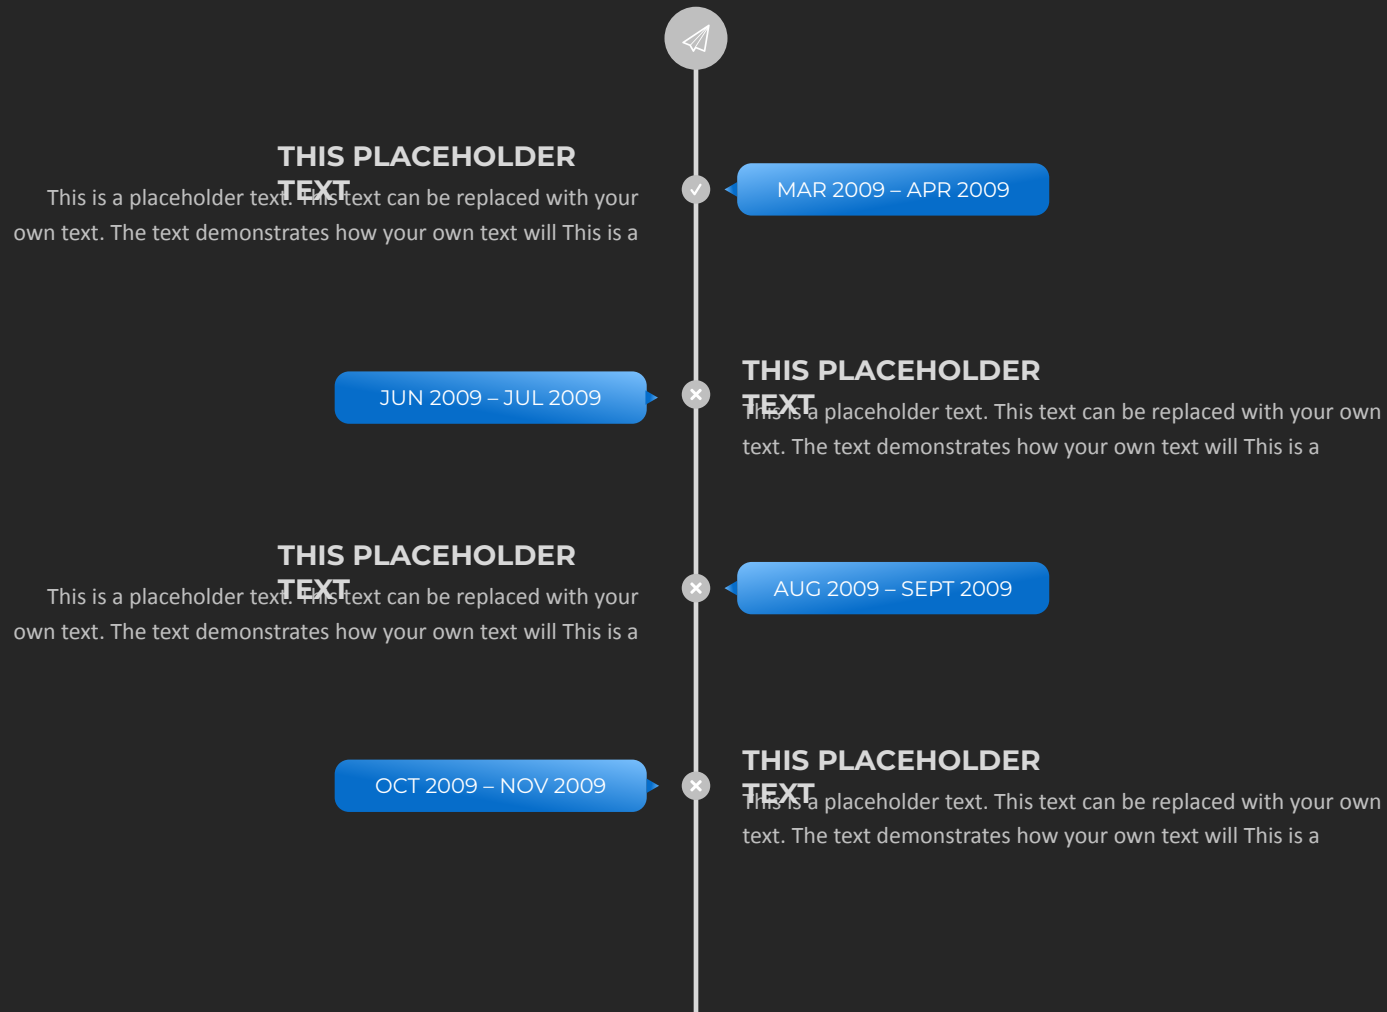 THIS PLACEHOLDER
TEXT
This is a placeholder text. This text can be replaced with your
own text. The text demonstrates how your own text will This is a
MAR 2009 – APR 2009
JUN 2009 – JUL 2009
THIS PLACEHOLDER
TEXT
This is a placeholder text. This text can be replaced with your own
text. The text demonstrates how your own text will This is a
THIS PLACEHOLDER
TEXT
This is a placeholder text. This text can be replaced with your
own text. The text demonstrates how your own text will This is a
AUG 2009 – SEPT 2009
OCT 2009 – NOV 2009
THIS PLACEHOLDER
TEXT
This is a placeholder text. This text can be replaced with your own
text. The text demonstrates how your own text will This is a